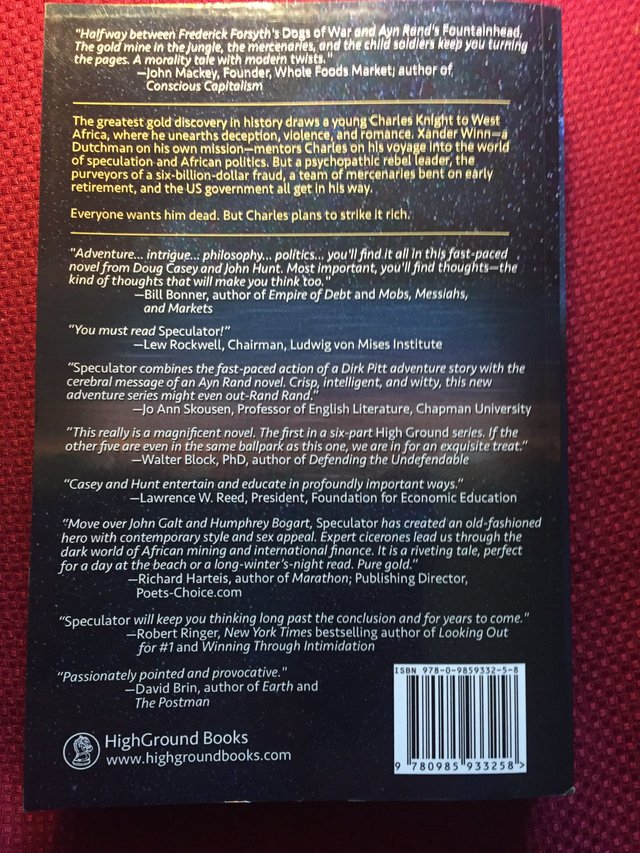 "Halfway between Frederick Forsyth's Dogs of War and Ayn Rand's Fountainhead,
The gold mine in the jungle, the mercenaries, and the child soldiers keep you turning
the pages. A morality tale with modern twists."
—John Mackey, Founder, Whole Foods Market; author of
Conscious Capitalism
The greatest gold discovery in history draws a young Charles Knight to West
Africa, where he unearths deception, violence, and romance. Xander Winn—a
Dutchman on his own mission—mentors Charles on his voyage into the world
of speculation and African politics. But a psychopathic rebel leader, the
purveyors of a six-billion-dollar fraud, a team of mercenaries bent on early
retirement, and the US government all get in his way.
Everyone wants him dead. But Charles plans to strike it rich.
"Adventure... intrigue... philosophy... politics... you'll find it all in this fast-paced
novel from Doug Casey and John Hunt. Most important, you'll find thoughts—the
kind of thoughts that will make you think too."
—Bill Bonner, author of Empire of Debt and Mobs, Messiahs,
and Markets
"You must read Speculator!"
—Lew Rockwell, Chairman, Ludwig von Mises Institute
"Speculator combines the fast-paced action of a Dirk Pitt adventure story with the
cerebral message of an Ayn Rand novel. Crisp, intelligent, and witty, this new
adventure series might even out-Rand Rand."
—Jo Ann Skousen, Professor of English Literature, Chapman University
"This really is a magnificent novel. The first in a six-part High Ground series. If the
other five are even in the same ballpark as this one, we are in for an exquisite treat."
—Walter Block, PhD, author of Defending the Undefendable
"Casey and Hunt entertain and educate in profoundly important ways."
—Lawrence W. Reed, President, Foundation for Economic Education
"Move over John Galt and Humphrey Bogart, Speculator has created an old-fashioned
hero with contemporary style and sex appeal. Expert cicerones lead us through the
dark world of African mining and international finance. It is a riveting tale, perfect
for a day at the beach or a long-winter's-night read. Pure gold."
—Richard Harteis, author of Marathon; Publishing Director,
Poets-Choice.com
"Speculator will keep you thinking long past the conclusion and for years to come."
—Robert Ringer, New York Times bestselling author of Looking Out
for #1 and Winning Through Intimidation
"Passionately pointed and provocative."
—David Brin, author of Earth and
The Postman
ISBN 978-0-9859332-5-8
9 780985 933258 >
HighGround Books
www.highgroundbooks.com